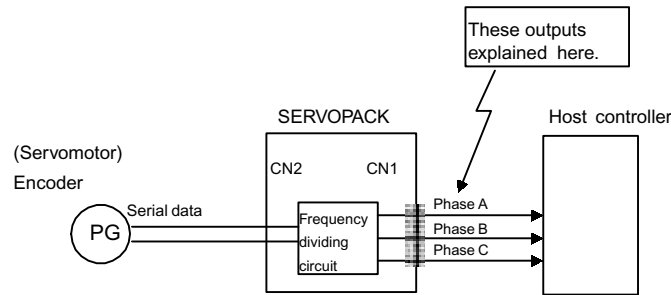 These outputs
explained here.
SERVOPACK
Host controller
(Servomotor)
Encoder
CN2
CN1
Serial data
PG
Frequency
dividing
circuit
Phase A
Phase B
Phase C